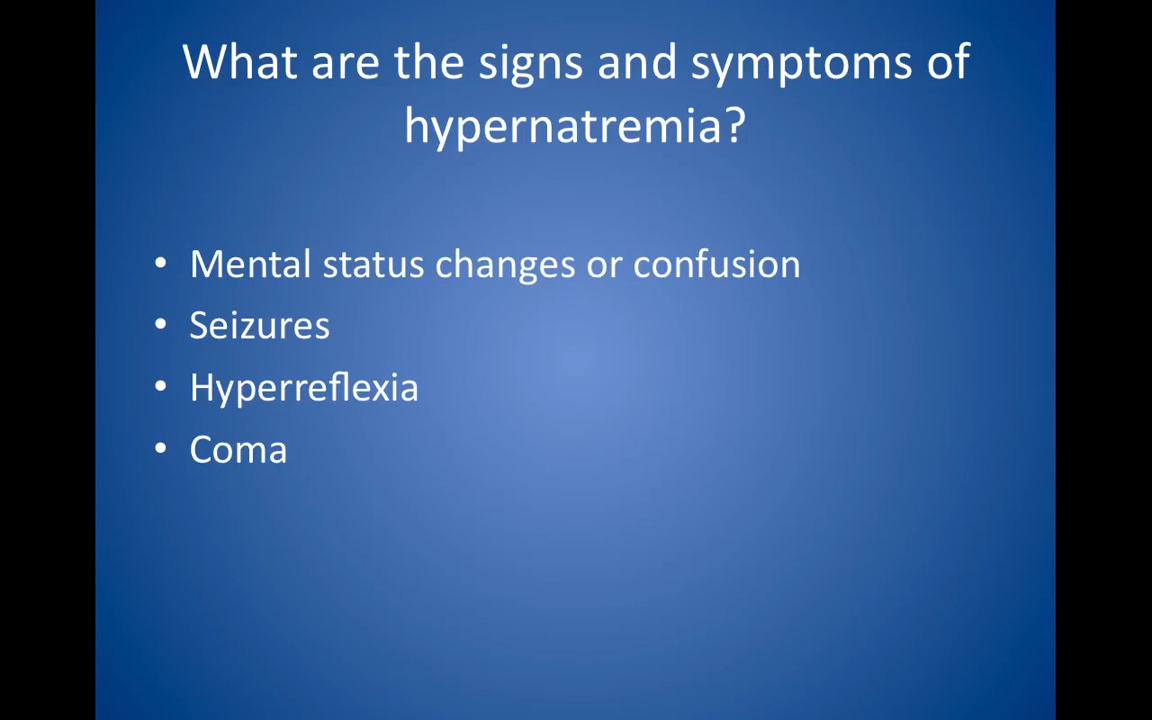 What are the signs and symptoms of
hypernatremia?
• Mental status changes or confusion
• Seizures
• Hyperreflexia
• Coma